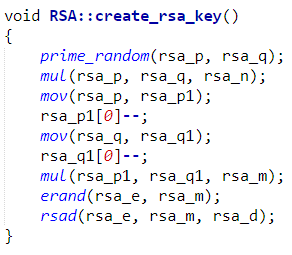 void RSA::create_rsa_key()
{
prime_random(rsa_p, rsa_q);
mul(rsa_p, rsa_q, rsa_n);
mov(rsa_p, rsa_p1);
rsa_p1[0]--;
mov(rsa_q, rsa_q1);
rsa_q1[0]--;
mul(rsa_p1, rsa_q1, rsa_m);
erand(rsa_e, rsa_m);
rsad(rsa_e, rsa_m, rsa_d);
}